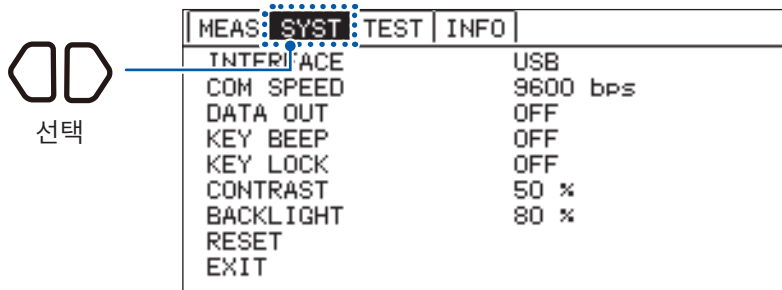 MEAS SYST TEST INFO
INTERFACE USB
COM SPEED 9600 bps
DATA OUT OFF
KEY BEEP OFF
KEY LOCK OFF
CONTRAST 50 %
BACKLIGHT 80 %
RESET
EXIT
선택